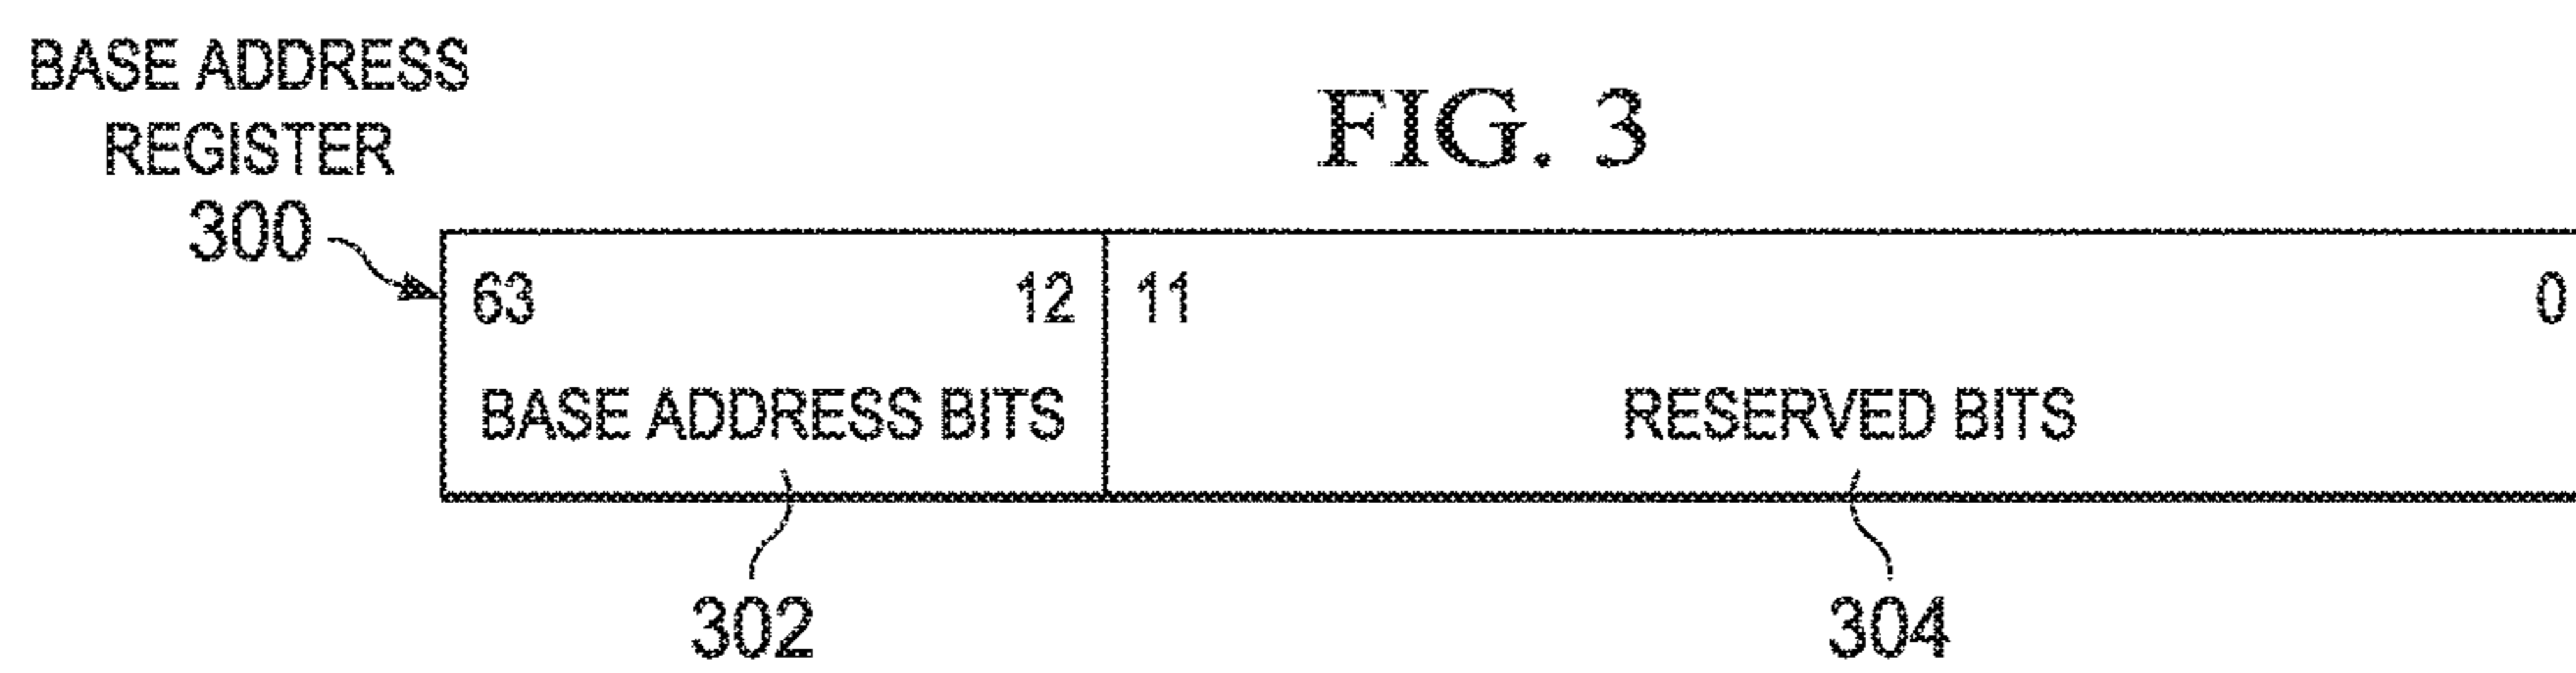 BASE ADDRESS
REGISTER
300
FIG. 3
63 12 11 0
BASE ADDRESS BITS RESERVED BITS
302 304